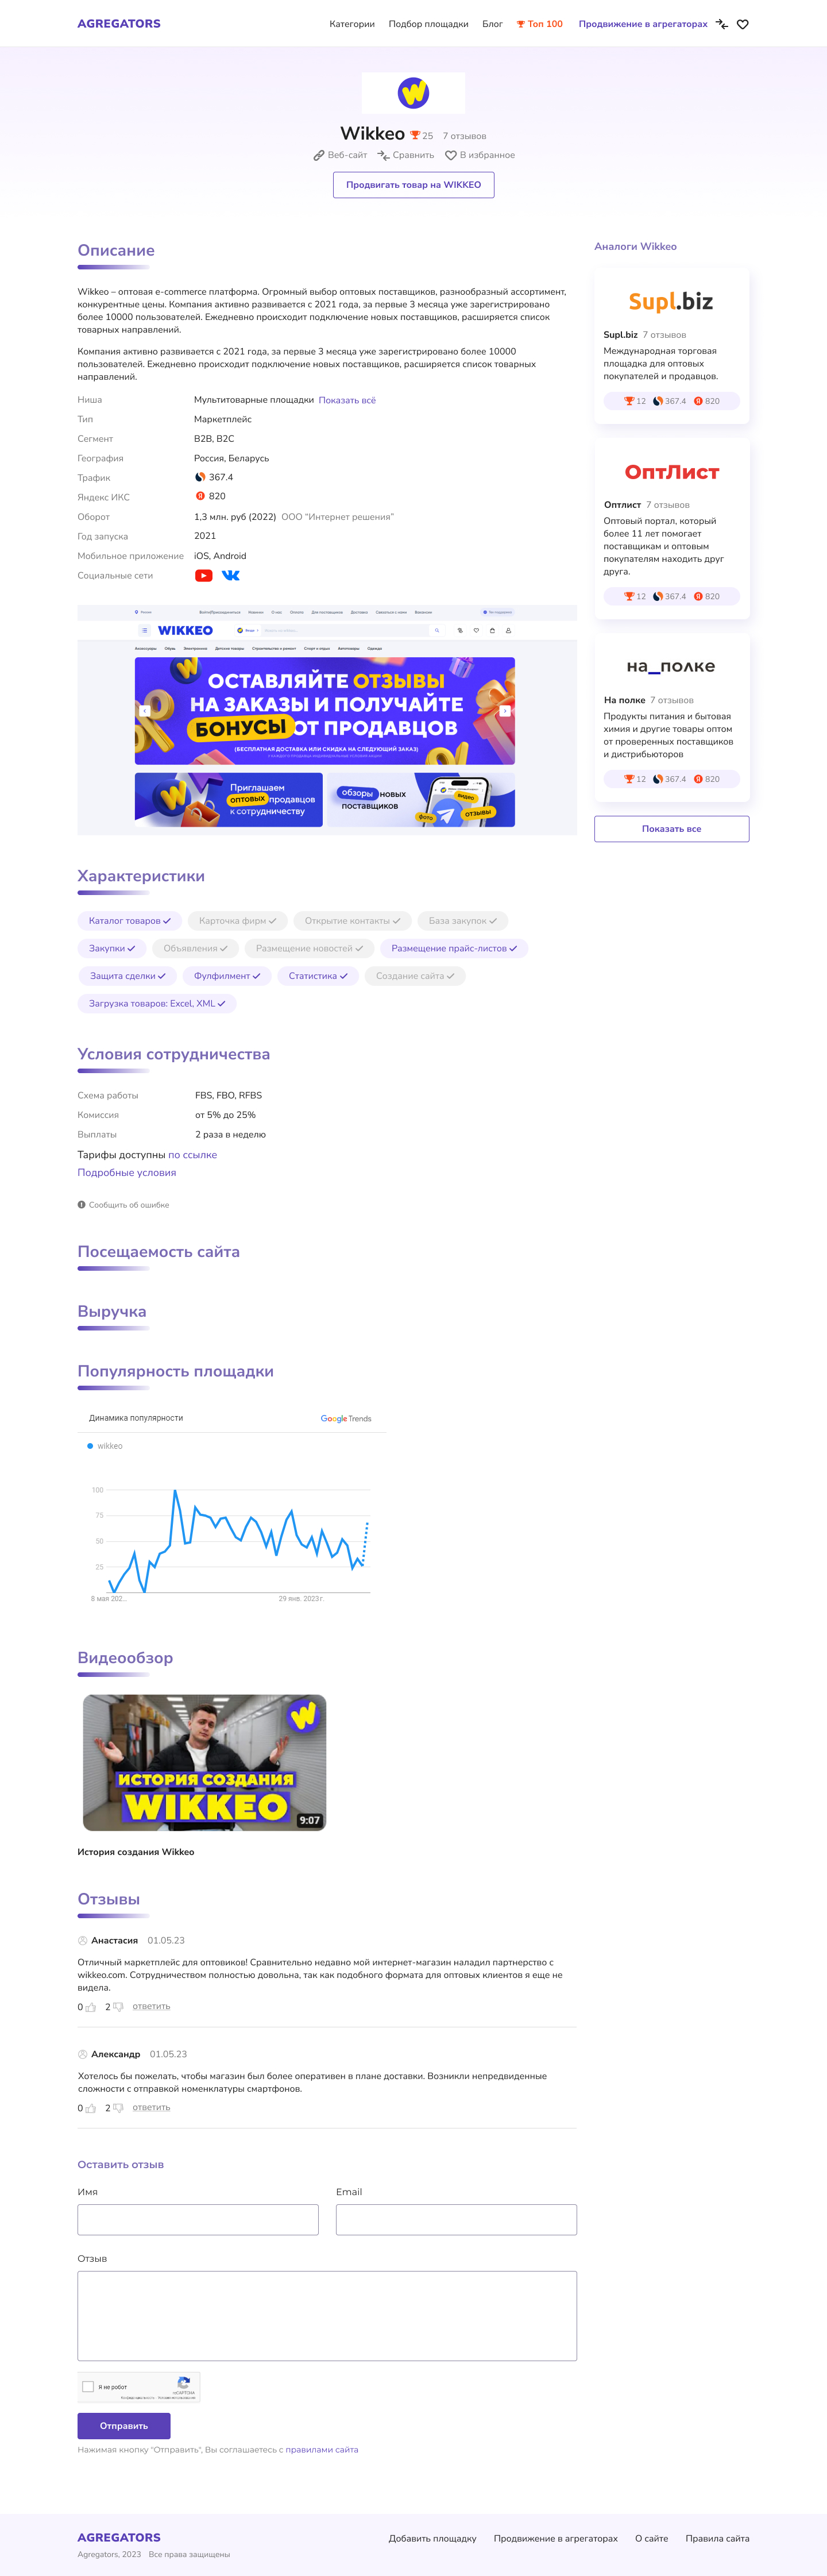 AGREGATORS
Категории Подбор площадки Блог Топ 100 Продвижение в агрегаторах
Wikkeo 25 7 отзывов
Веб-сайт Сравнить В избранное
Продвигать товар на WIKKEO
Описание
Wikkeo – оптовая e-commerce платформа. Огромный выбор оптовых поставщиков, разнообразный ассортимент,
конкурентные цены. Компания активно развивается с 2021 года, за первые 3 месяца уже зарегистрировано
более 10000 пользователей. Ежедневно происходит подключение новых поставщиков, расширяется список
товарных направлений.
Компания активно развивается с 2021 года, за первые 3 месяца уже зарегистрировано более 10000
пользователей. Ежедневно происходит подключение новых поставщиков, расширяется список товарных
направлений.
Ниша Мультитоварные площадки Показать всё
Тип Маркетплейс
Сегмент B2B, B2C
География Россия, Беларусь
Трафик 367.4
Яндекс ИКС 820
Оборот 1,3 млн. руб (2022) ООО “Интернет решения”
Год запуска 2021
Мобильное приложение iOS, Android
Социальные сети
WIKKEO
Аксессуары Обувь Электроника Детские товары Строительство и ремонт Спорт и отдых Автотовары Одежда
ОСТАВЛЯЙТЕ ОТЗЫВЫ
НА ЗАКАЗЫ И ПОЛУЧАЙТЕ
БОНУСЫ ОТ ПРОДАВЦОВ
(БЕСПЛАТНАЯ ДОСТАВКА ИЛИ СКИДКА НА СЛЕДУЮЩИЙ ЗАКАЗ)
Приглашаем
оптовых продавцов
к сотрудничеству
обзоры новых
поставщиков
фото видео отзывы
Аналоги Wikkeo
Supl.biz
Supl.biz 7 отзывов
Международная торговая
площадка для оптовых
покупателей и продавцов.
12 367.4 820
ОптЛист
Оптлист 7 отзывов
Оптовый портал, который
более 11 лет помогает
поставщикам и оптовым
покупателям находить друг
друга.
12 367.4 820
на_полке
На полке 7 отзывов
Продукты питания и бытовая
химия и другие товары оптом
от проверенных поставщиков
и дистрибьюторов
12 367.4 820
Показать все
Характеристики
Каталог товаров Карточка фирм Открытие контакты База закупок
Закупки Объявления Размещение новостей Размещение прайс-листов
Защита сделки Фулфилмент Статистика Создание сайта
Загрузка товаров: Excel, XML
Условия сотрудничества
Схема работы FBS, FBO, RFBS
Комиссия от 5% до 25%
Выплаты 2 раза в неделю
Тарифы доступны по ссылке
Подробные условия
Сообщить об ошибке
Посещаемость сайта
Выручка
Популярность площадки
Динамика популярности Google Trends
wikkeo
100
75
50
25
8 мая 202... 29 янв. 2023 г.
Видеообзор
ИСТОРИЯ СОЗДАНИЯ
WIKKEO
9:07
История создания Wikkeo
Отзывы
Анастасия 01.05.23
Отличный маркетплейс для оптовиков! Сравнительно недавно мой интернет-магазин наладил партнерство с
wikkeo.com. Сотрудничеством полностью довольна, так как подобного формата для оптовых клиентов я еще не
видела.
0 2 ответить
Александр 01.05.23
Хотелось бы пожелать, чтобы магазин был более оперативен в плане доставки. Возникли непредвиденные
сложности с отправкой номенклатуры смартфонов.
0 2 ответить
Оставить отзыв
Имя Email
Отзыв
Я не робот
reCAPTCHA
Отправить
Нажимая кнопку "Отправить", Вы соглашаетесь с правилами сайта
AGREGATORS
Добавить площадку Продвижение в агрегаторах О сайте Правила сайта
Agregators, 2023 Все права защищены